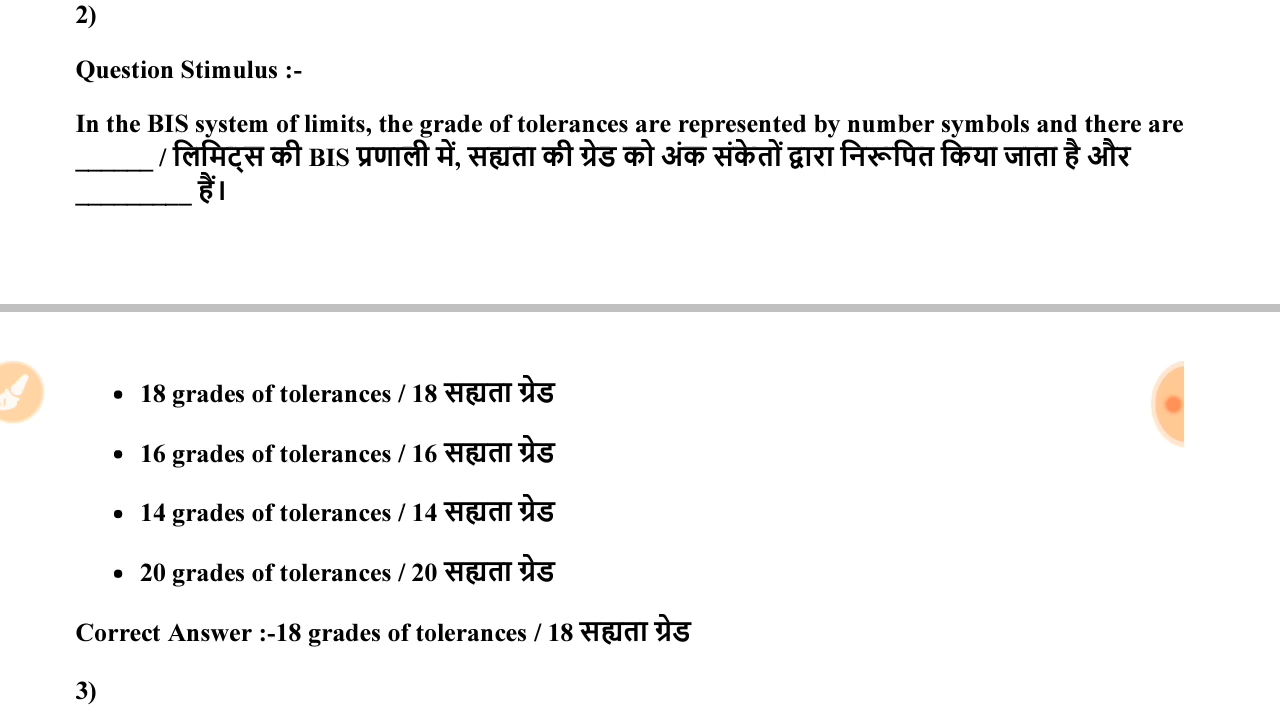 2)
Question Stimulus :-
In the BIS system of limits, the grade of tolerances are represented by number symbols and there are
______ / लिमिट्स की BIS प्रणाली में, सह्यता की ग्रेड को अंक संकेतों द्वारा निरूपित किया जाता है और
_________ हैं।
• 18 grades of tolerances / 18 सह्यता ग्रेड
• 16 grades of tolerances / 16 सह्यता ग्रेड
• 14 grades of tolerances / 14 सह्यता ग्रेड
• 20 grades of tolerances / 20 सह्यता ग्रेड
Correct Answer :-18 grades of tolerances / 18 सह्यता ग्रेड
3)